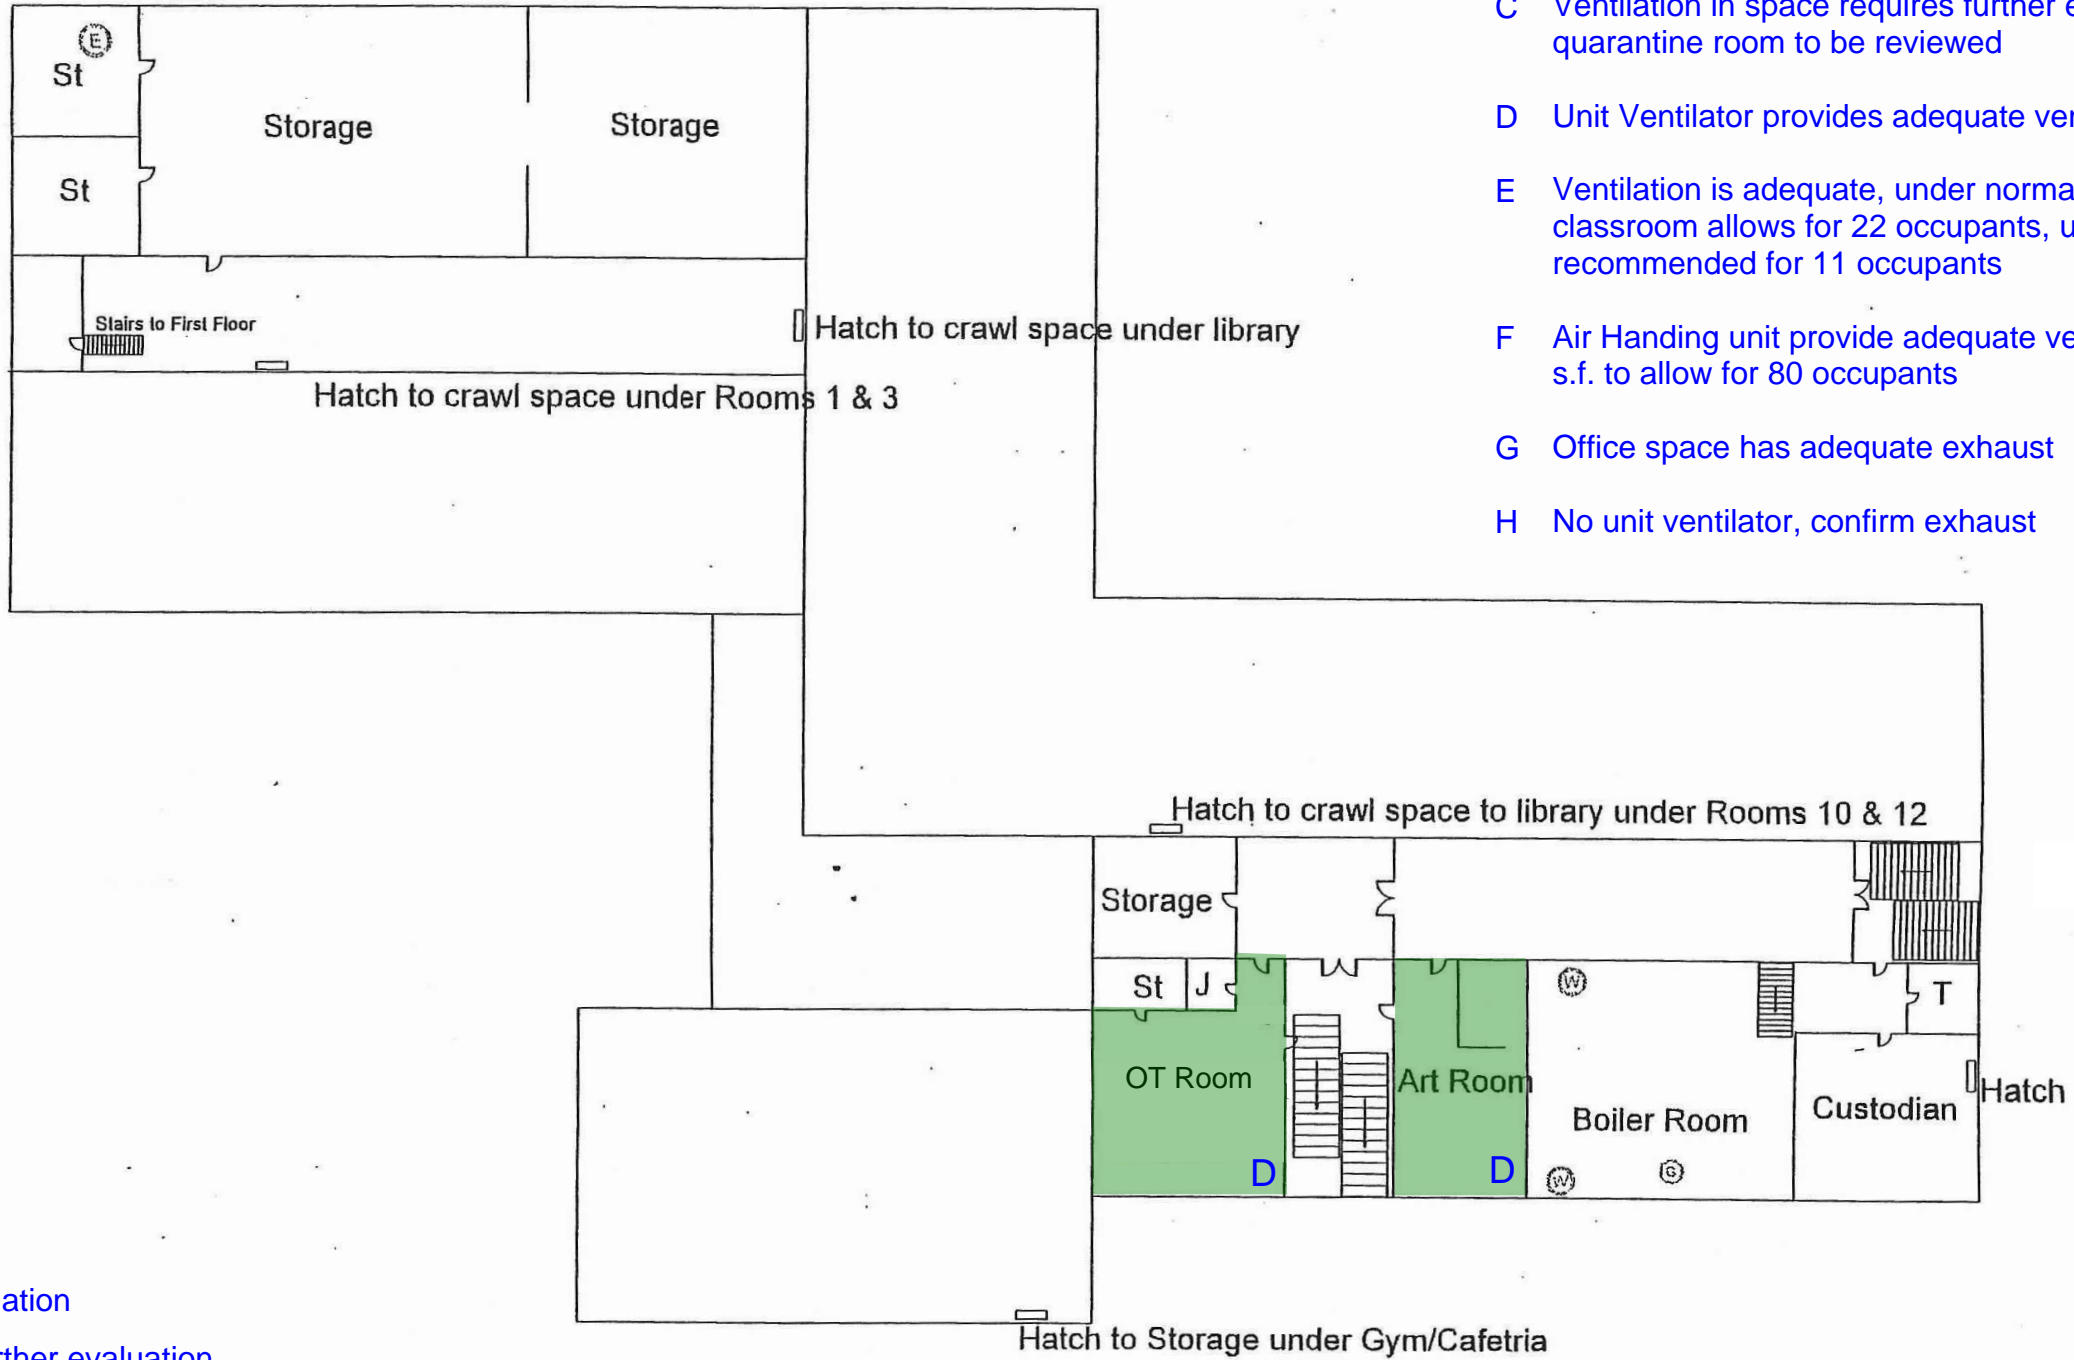 E
St
Storage
Storage
St
Stairs to First Floor
Hatch to crawl space under library
Hatch to crawl space under Rooms 1 & 3
C Ventilation in space requires further e
quarantine room to be reviewed
D Unit Ventilator provides adequate ver
E Ventilation is adequate, under norma
classroom allows for 22 occupants, u
recommended for 11 occupants
F Air Handing unit provide adequate ve
s.f. to allow for 80 occupants
G Office space has adequate exhaust
H No unit ventilator, confirm exhaust
Hatch to crawl space to library under Rooms 10 & 12
Storage
St
J
W
T
OT Room
Art Room
Boiler Room
Custodian
Hatch
D
D
W
G
ation
rther evaluation
Hatch to Storage under Gym/Cafetria